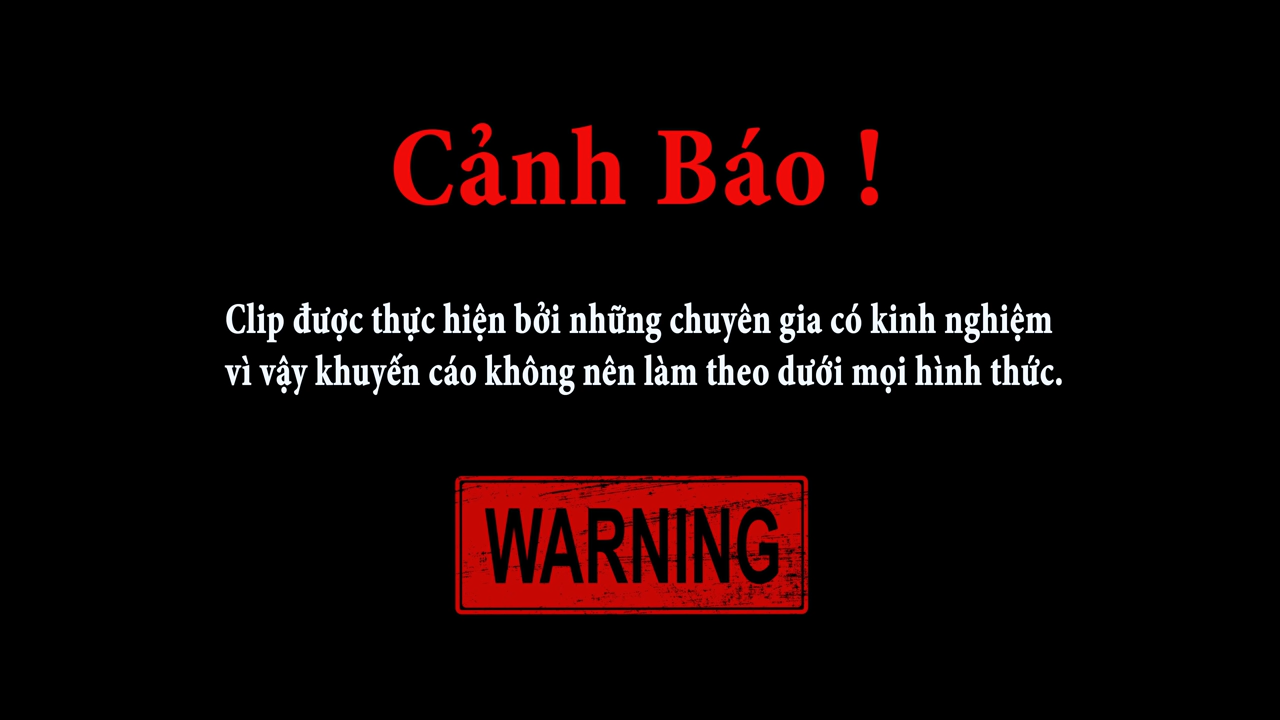 Cảnh Báo !
Clip được thực hiện bởi những chuyên gia có kinh nghiệm
vì vậy khuyến cáo không nên làm theo dưới mọi hình thức.
WARNING